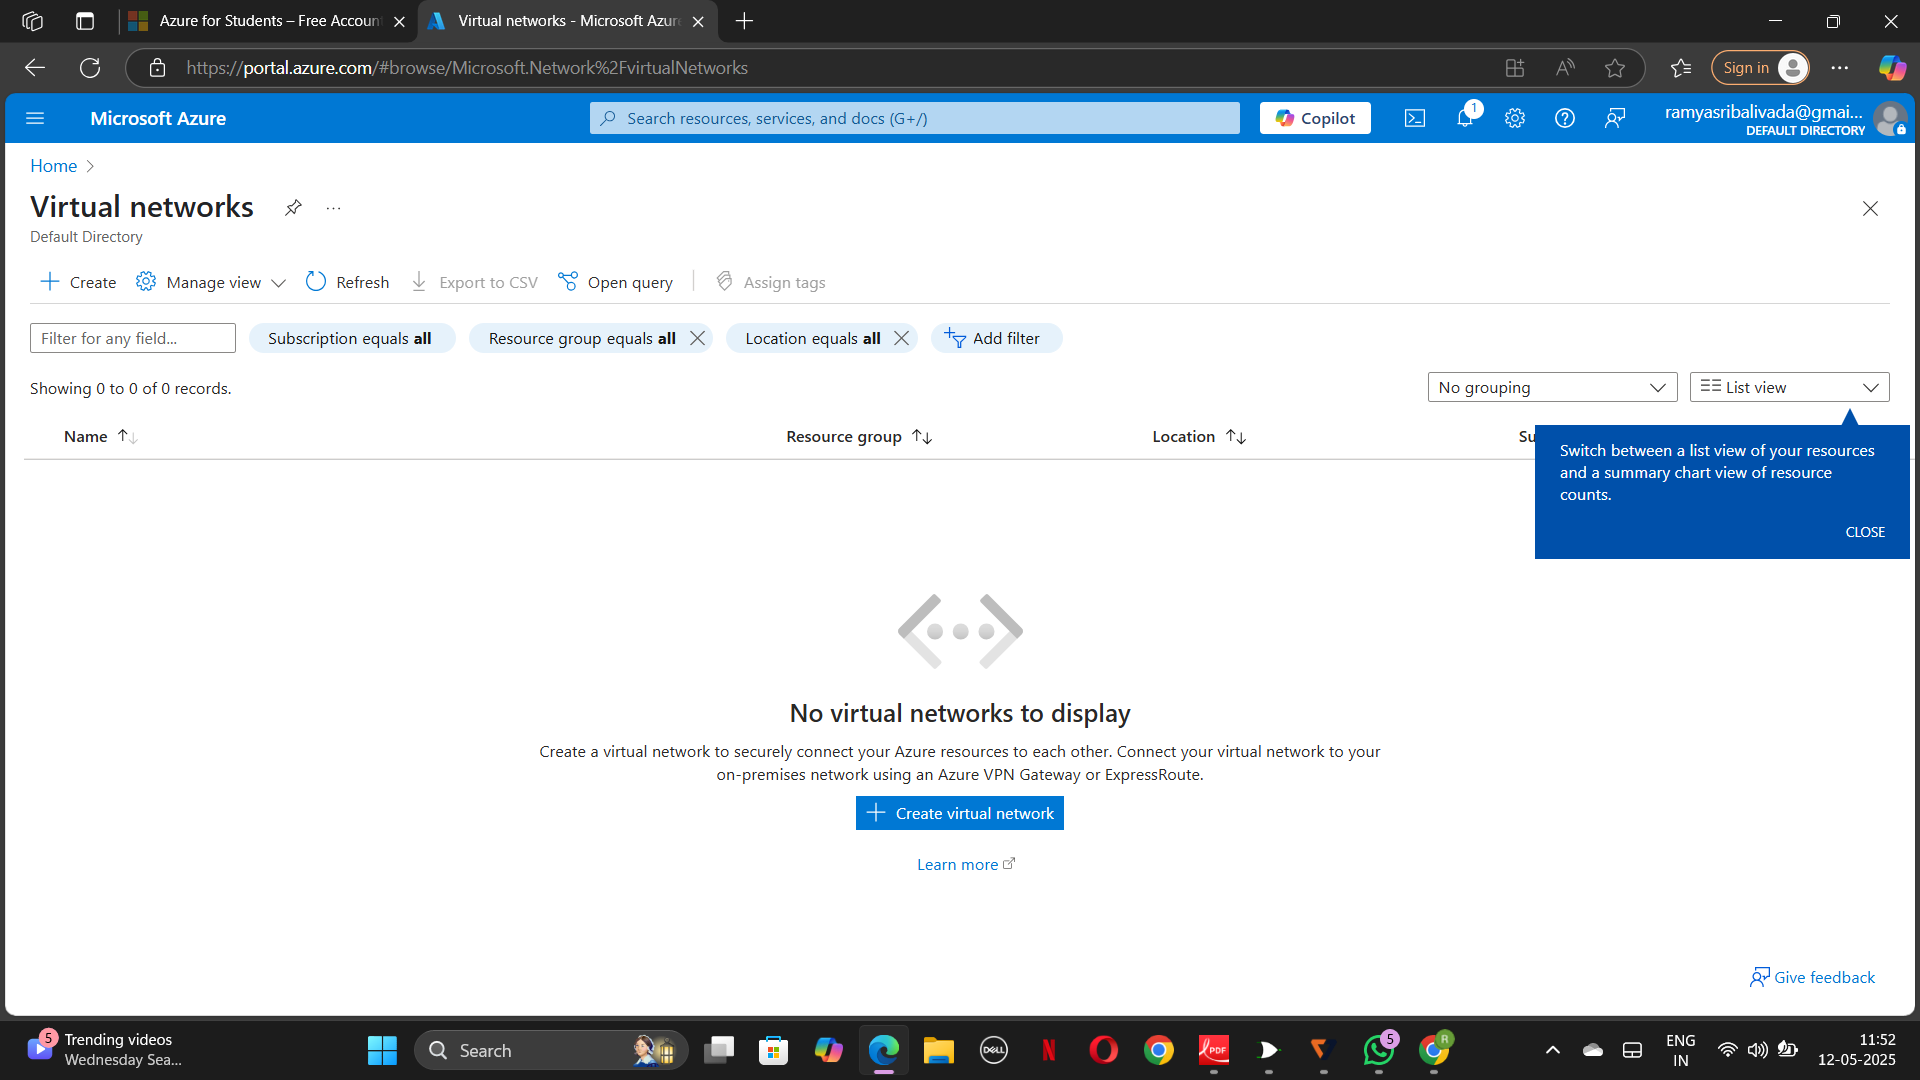 Azure for Students – Free Accoun
Virtual networks - Microsoft Azure
https://portal.azure.com/#browse/Microsoft.Network%2FvirtualNetworks
Sign in
Microsoft Azure
Search resources, services, and docs (G+/)
Copilot
1
ramyasribalivada@gmai...
DEFAULT DIRECTORY
Home
Virtual networks
Default Directory
Create
Manage view
Refresh
Export to CSV
Open query
Assign tags
Filter for any field...
Subscription equals all
Resource group equals all
Location equals all
Add filter
Showing 0 to 0 of 0 records.
No grouping
List view
Name
Resource group
Location
Su
Switch between a list view of your resources
and a summary chart view of resource
counts.
CLOSE
No virtual networks to display
Create a virtual network to securely connect your Azure resources to each other. Connect your virtual network to your
on-premises network using an Azure VPN Gateway or ExpressRoute.
Create virtual network
Learn more
Give feedback
5
Trending videos
Wednesday Sea...
Search
DELL
N
PDF
5
R
ENG
IN
11:52
12-05-2025